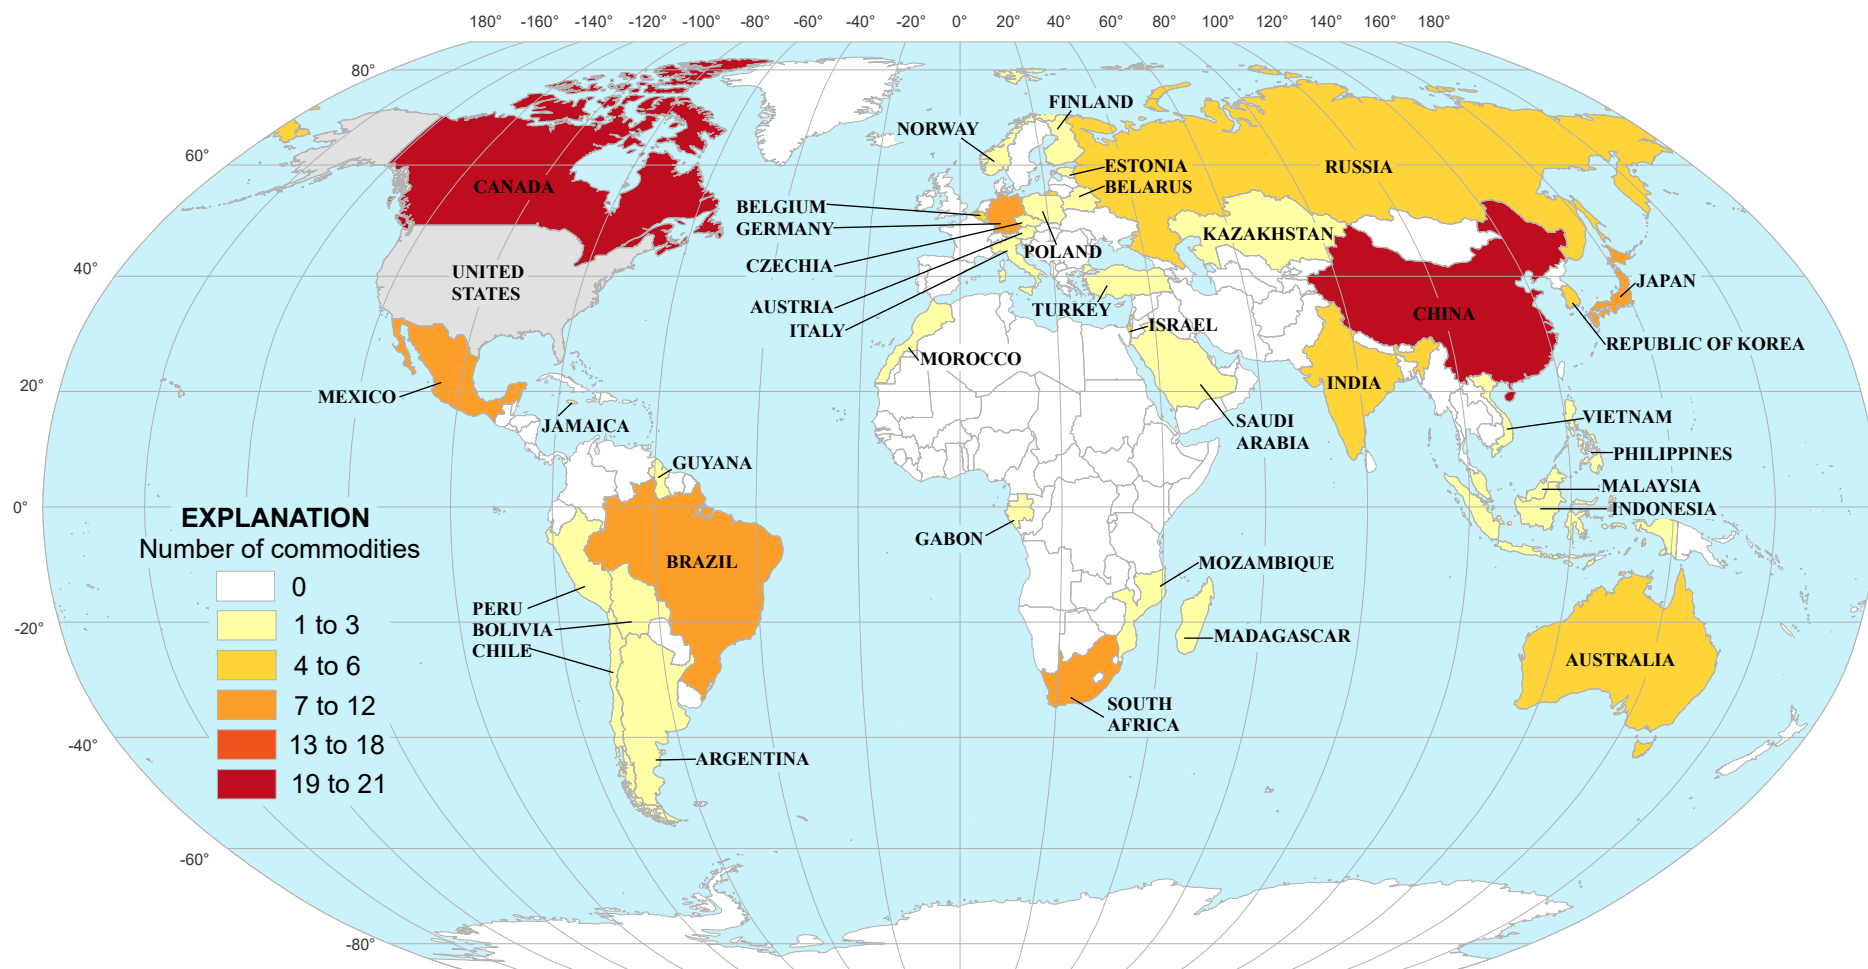 180° -160° -140° -120° -100° -80° -60° -40° -20° 0° 20° 40° 60° 80° 100° 120° 140° 160° 180°
80°
60°
40°
20°
0°
-20°
-40°
-60°
-80°
CANADA
UNITED
STATES
MEXICO
JAMAICA
GUYANA
BRAZIL
PERU
BOLIVIA
CHILE
ARGENTINA
NORWAY
FINLAND
ESTONIA
BELARUS
BELGIUM
GERMANY
CZECHIA
AUSTRIA
ITALY
POLAND
TURKEY
ISRAEL
MOROCCO
SAUDI
ARABIA
GABON
MOZAMBIQUE
MADAGASCAR
SOUTH
AFRICA
RUSSIA
KAZAKHSTAN
CHINA
INDIA
JAPAN
REPUBLIC OF KOREA
VIETNAM
PHILIPPINES
MALAYSIA
INDONESIA
AUSTRALIA
EXPLANATION
Number of commodities
0
1 to 3
4 to 6
7 to 12
13 to 18
19 to 21